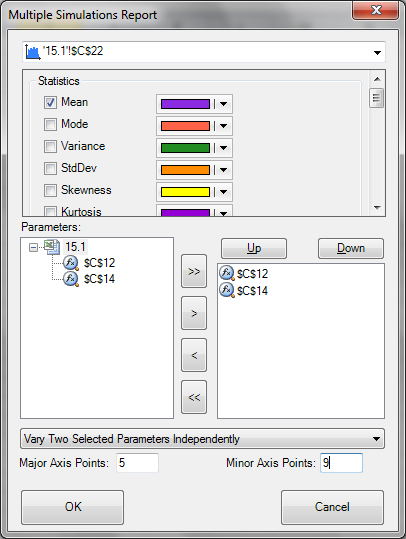 Multiple Simulations Report
'15.1'!$C$22
Statistics
Mean
Mode
Variance
StdDev
Skewness
Kurtosis
Parameters:
15.1
$C$12
$C$14
>>
>
<
<<
Up Down
$C$12
$C$14
Vary Two Selected Parameters Independently
Major Axis Points: 5 Minor Axis Points: 9
OK Cancel